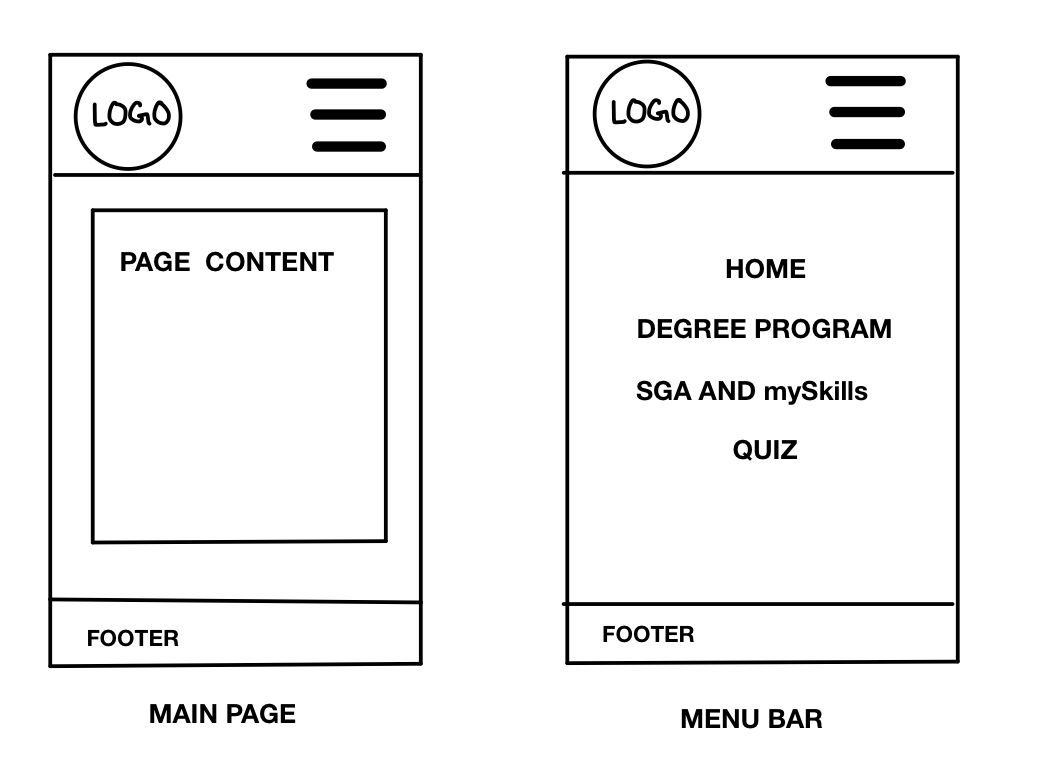 LOGO
PAGE CONTENT
FOOTER
MAIN PAGE
LOGO
HOME
DEGREE PROGRAM
SGA AND mySkills
QUIZ
FOOTER
MENU BAR